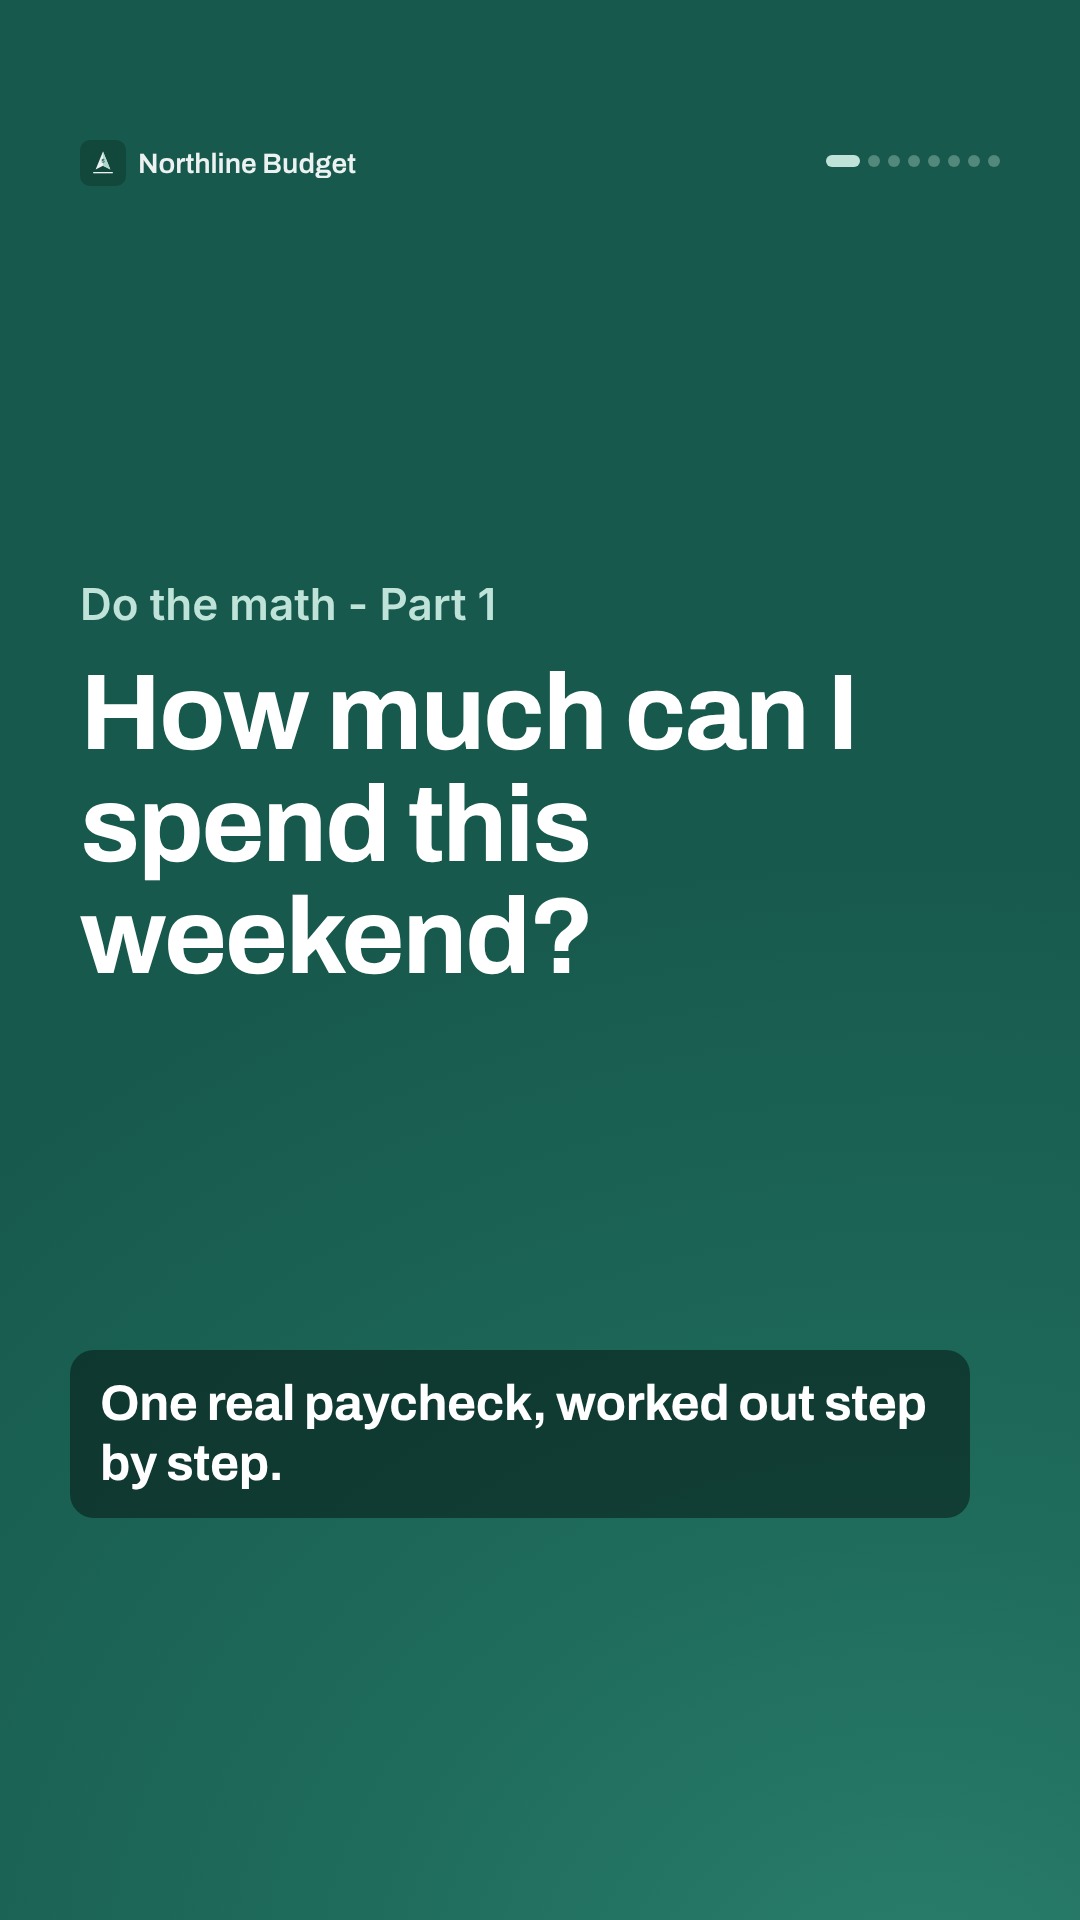 Northline Budget
Do the math - Part 1
How much can I
spend this
weekend?
One real paycheck, worked out step
by step.